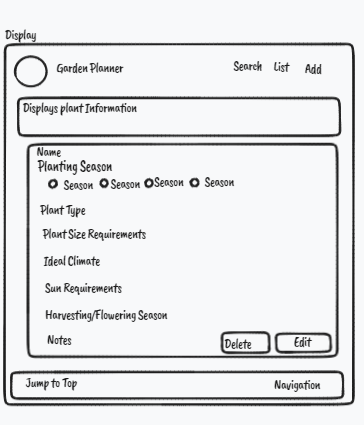 Display
Garden Planner Search List Add
Displays plant Information
Name
Planting Season
Season Season Season Season
Plant Type
Plant Size Requirements
Ideal Climate
Sun Requirements
Harvesting/Flowering Season
Notes Delete Edit
Jump to Top Navigation